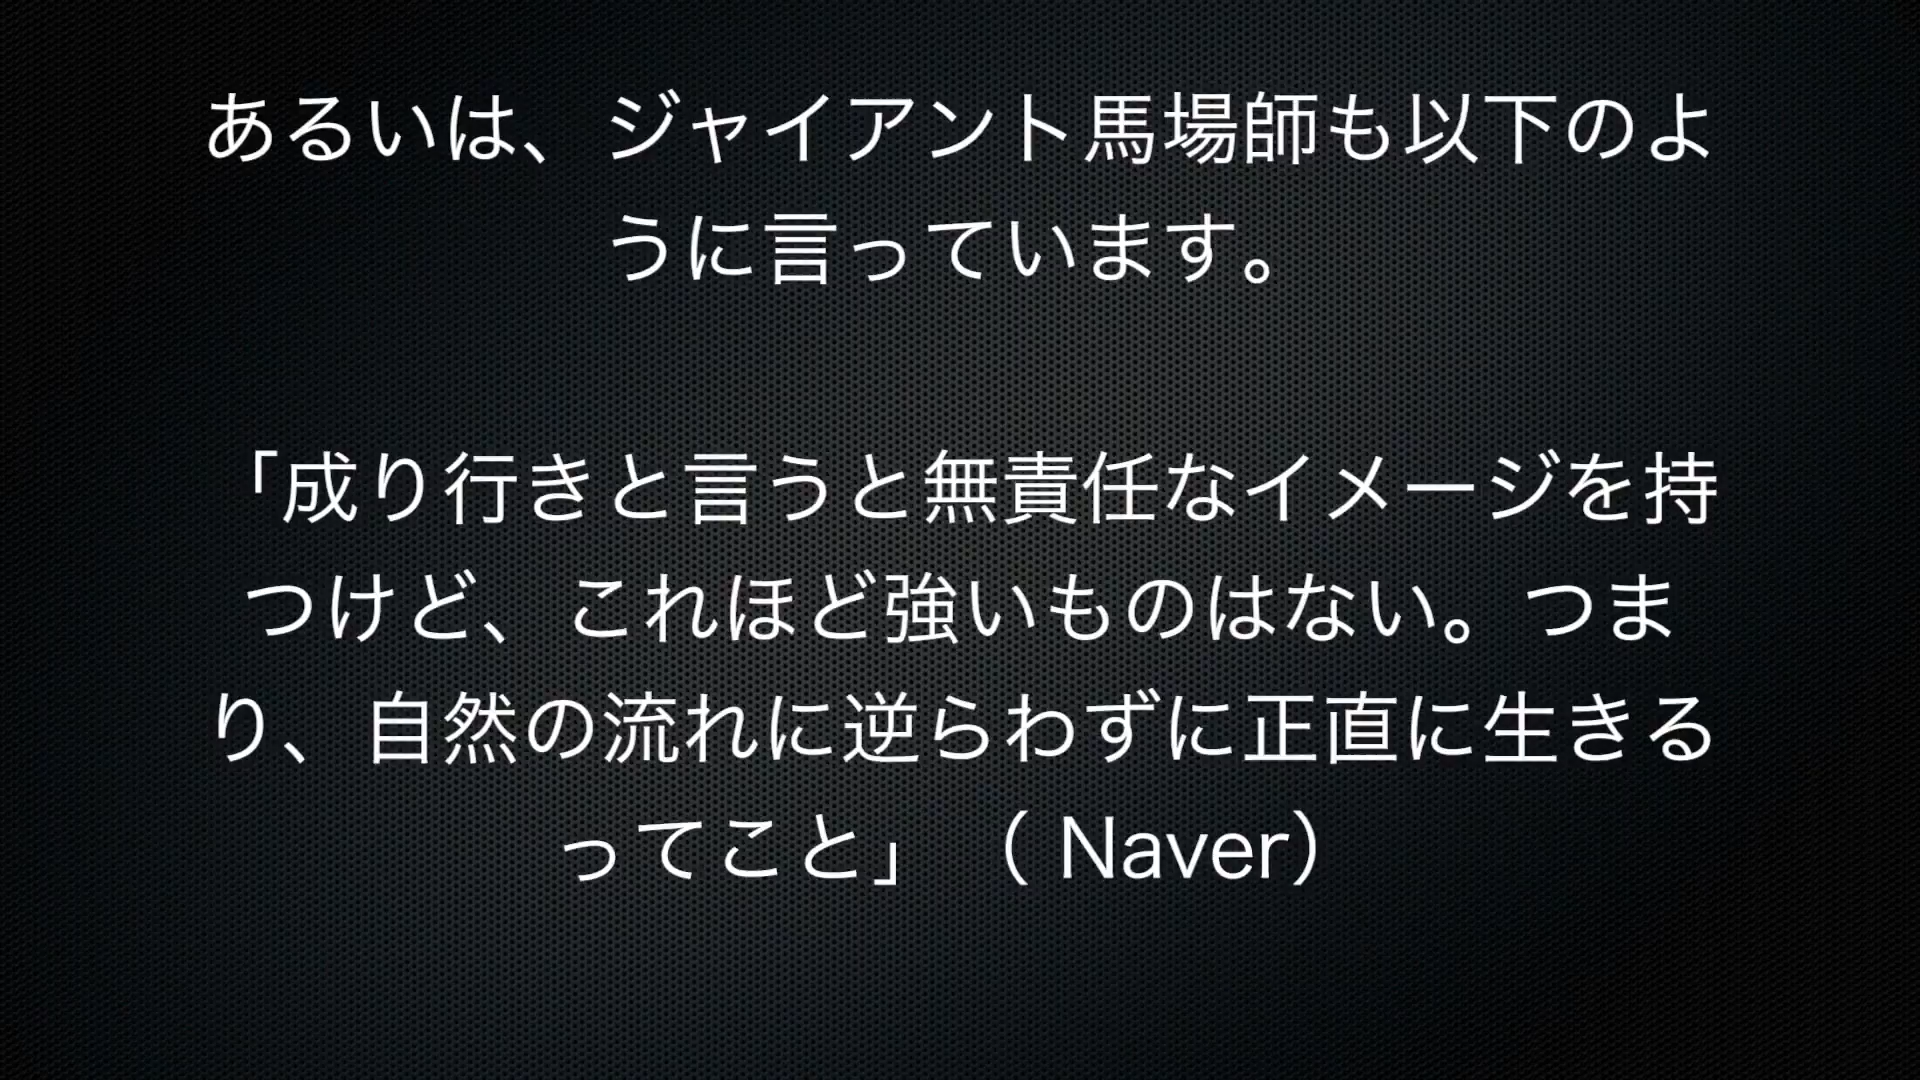 あるいは、ジャイアント馬場師も以下のよ
うに言っています。
「成り行きと言うと無責任なイメージを持
つけど、これほど強いものはない。つま
り、自然の流れに逆らわずに正直に生きる
ってこと」（ Naver）